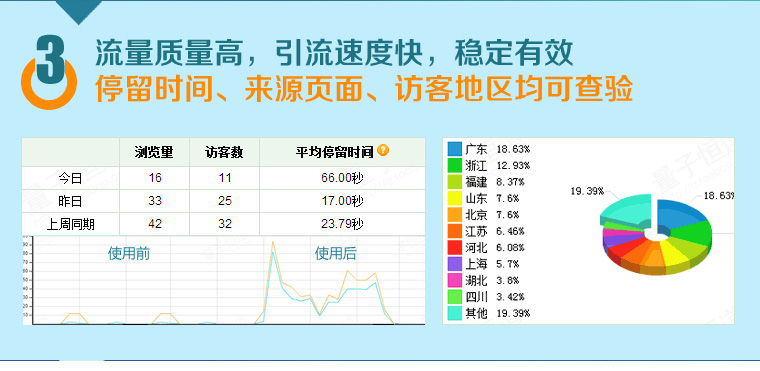 3
流量质量高，引流速度快，稳定有效
停留时间、来源页面、访客地区均可查验
浏览量 访客数 平均停留时间 ?
今日 16 11 66.00秒
昨日 33 25 17.00秒
上周同期 42 32 23.79秒
使用前 使用后
广东 18.63%
浙江 12.93%
福建 8.37%
山东 7.6%
北京 7.6%
江苏 6.46%
河北 6.08%
上海 5.7%
湖北 3.8%
四川 3.42%
其他 19.39%
19.39%
18.63%